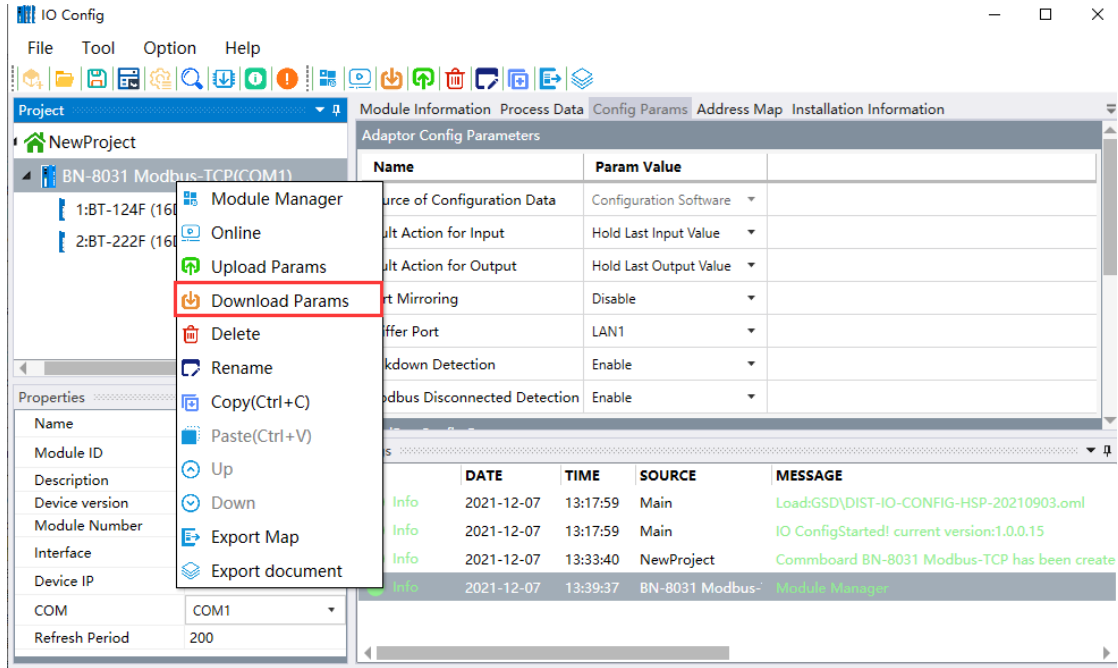 IO Config
File Tool Option Help
Project
NewProject
BN-8031 Modbus-TCP(COM1)
1:BT-124F (16
2:BT-222F (16
Module Manager
Online
Upload Params
Download Params
Delete
Rename
Copy(Ctrl+C)
Paste(Ctrl+V)
Up
Down
Export Map
Export document
Properties
Name
Module ID
Description
Device version
Module Number
Interface
Device IP
COM COM1
Refresh Period 200
Module Information Process Data Config Params Address Map Installation Information
Adaptor Config Parameters
Name Param Value
urce of Configuration Data Configuration Software
ult Action for Input Hold Last Input Value
ult Action for Output Hold Last Output Value
rt Mirroring Disable
iffer Port LAN1
kdown Detection Enable
odbus Disconnected Detection Enable
s
DATE TIME SOURCE MESSAGE
Info 2021-12-07 13:17:59 Main Load:GSD\DIST-IO-CONFIG-HSP-20210903.oml
Info 2021-12-07 13:17:59 Main IO ConfigStarted! current version:1.0.0.15
Info 2021-12-07 13:33:40 NewProject Commboard BN-8031 Modbus-TCP has been create
Info 2021-12-07 13:39:37 BN-8031 Modbus- Module Manager